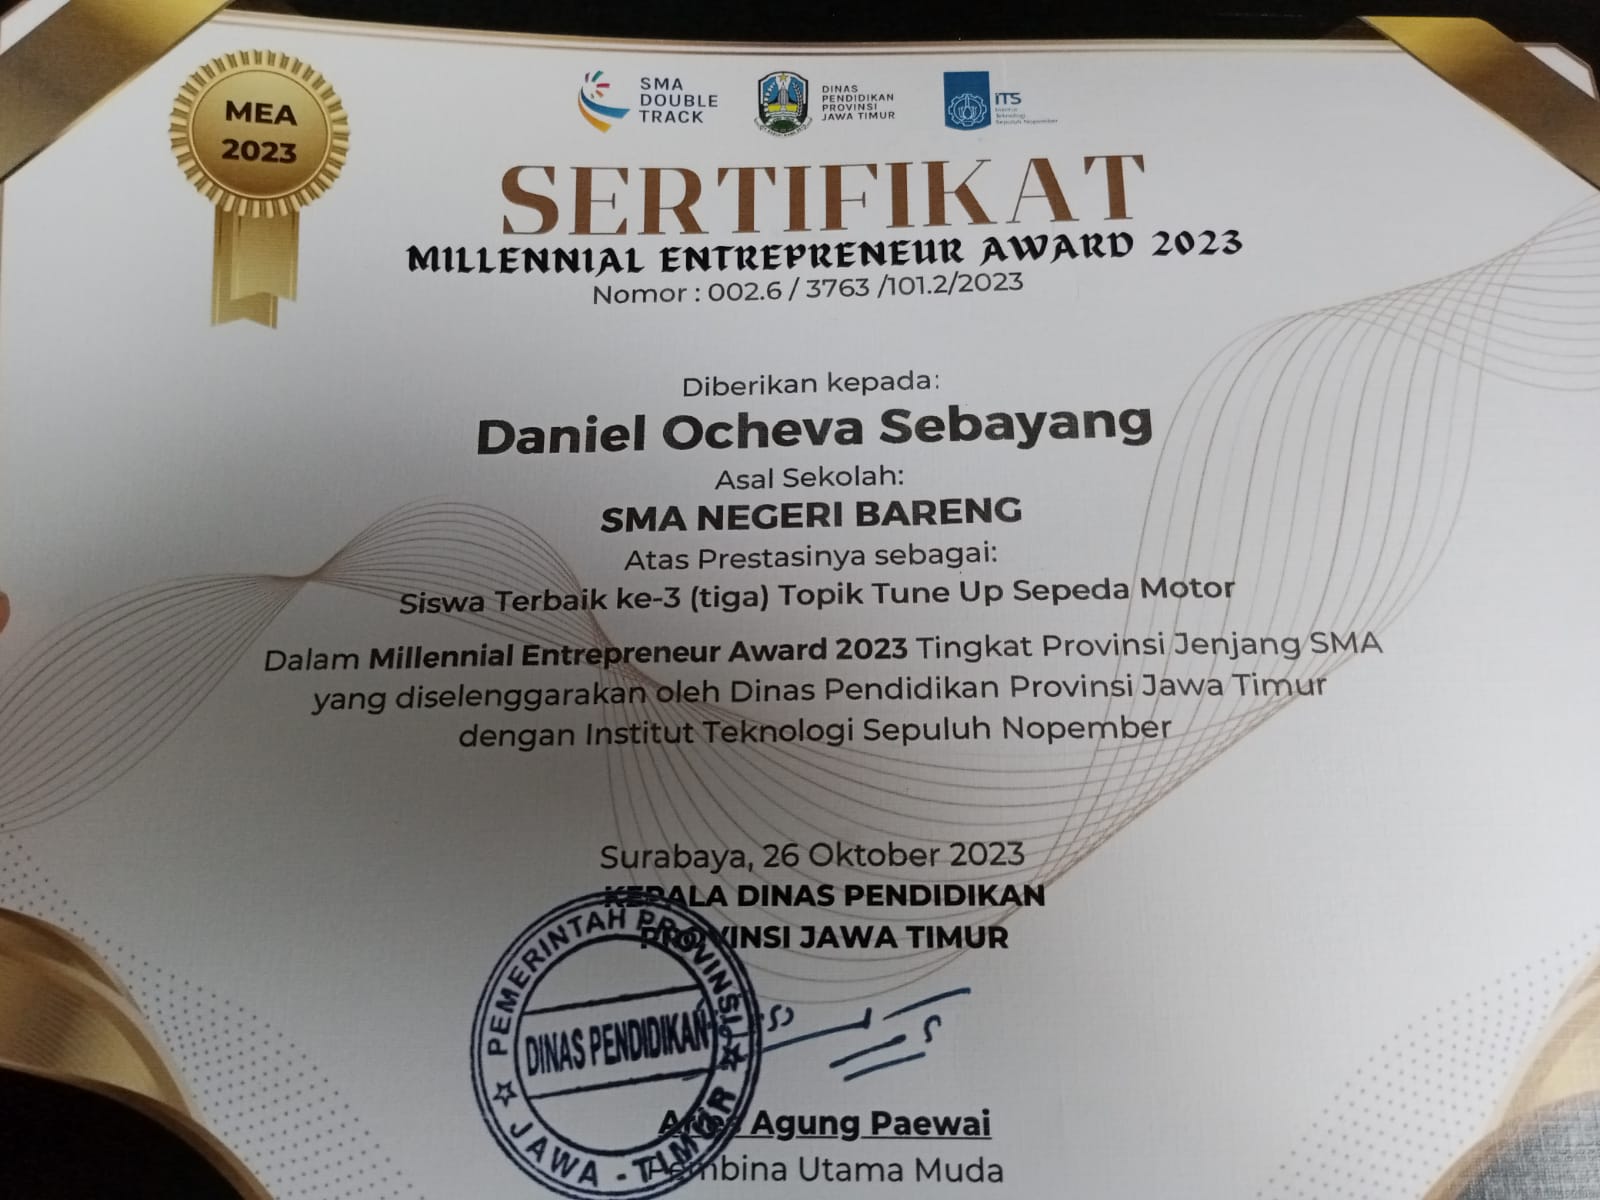 MEA
2023
SMA
DOUBLE
TRACK
DINAS
PENDIDIKAN
PROVINSI
JAWA TIMUR
iTS
Institut
Teknologi
Sepuluh Nopember
SERTIFIKAT
MILLENNIAL ENTREPRENEUR AWARD 2023
Nomor : 002.6 / 3763 /101.2/2023
Diberikan kepada:
Daniel Ocheva Sebayang
Asal Sekolah:
SMA NEGERI BARENG
Atas Prestasinya sebagai:
Siswa Terbaik ke-3 (tiga) Topik Tune Up Sepeda Motor
Dalam Millennial Entrepreneur Award 2023 Tingkat Provinsi Jenjang SMA
yang diselenggarakan oleh Dinas Pendidikan Provinsi Jawa Timur
dengan Institut Teknologi Sepuluh Nopember
Surabaya, 26 Oktober 2023
KEPALA DINAS PENDIDIKAN
PROVINSI JAWA TIMUR
PEMERINTAH PROVINSI
DINAS PENDIDIKAN
JAWA - TIMUR
Agung Paewai
Pembina Utama Muda